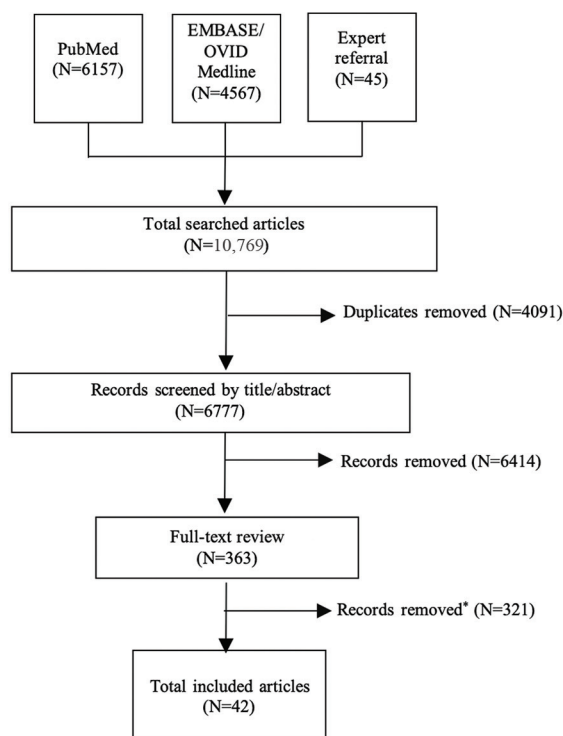 PubMed
(N=6157)
EMBASE/
OVID
Medline
(N=4567)
Expert
referral
(N=45)
Total searched articles
(N=10,769)
Duplicates removed (N=4091)
Records screened by title/abstract
(N=6777)
Records removed (N=6414)
Full-text review
(N=363)
Records removed* (N=321)
Total included articles
(N=42)